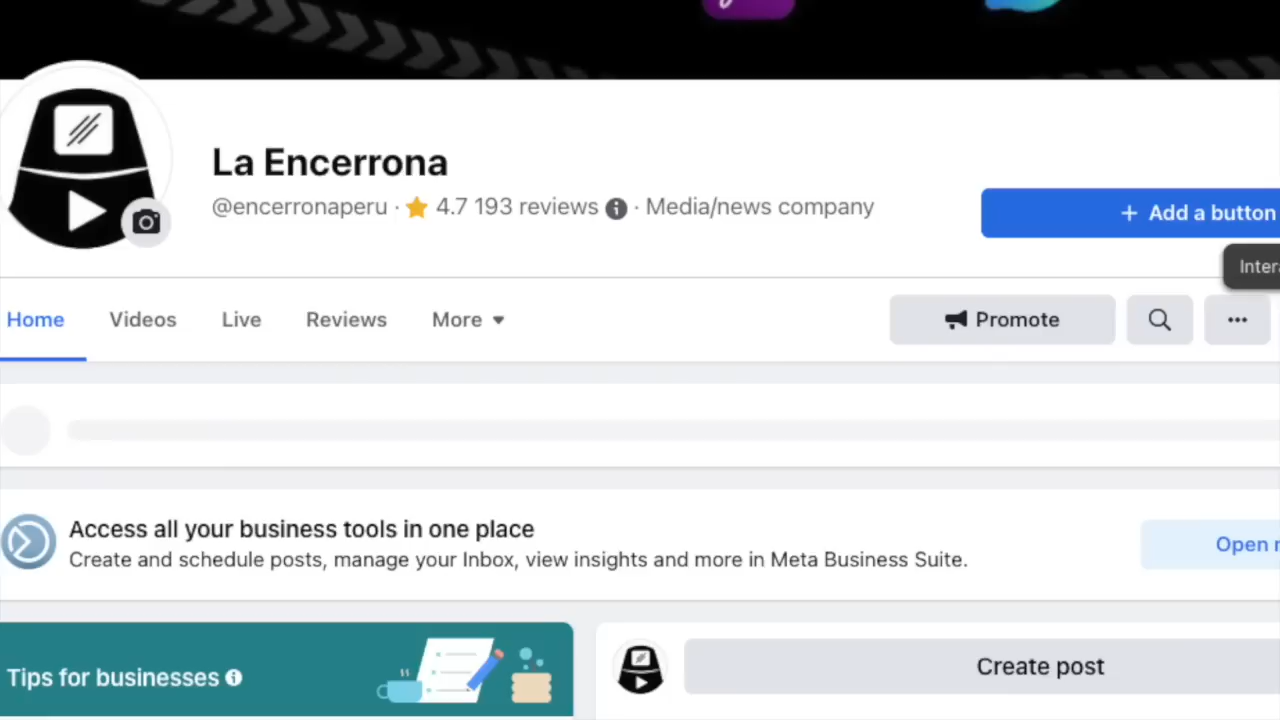 La Encerrona
@encerronaperu · 4.7 193 reviews · Media/news company
+ Add a button
Inter
Home Videos Live Reviews More Promote
Access all your business tools in one place
Create and schedule posts, manage your Inbox, view insights and more in Meta Business Suite.
Open
Tips for businesses
Create post